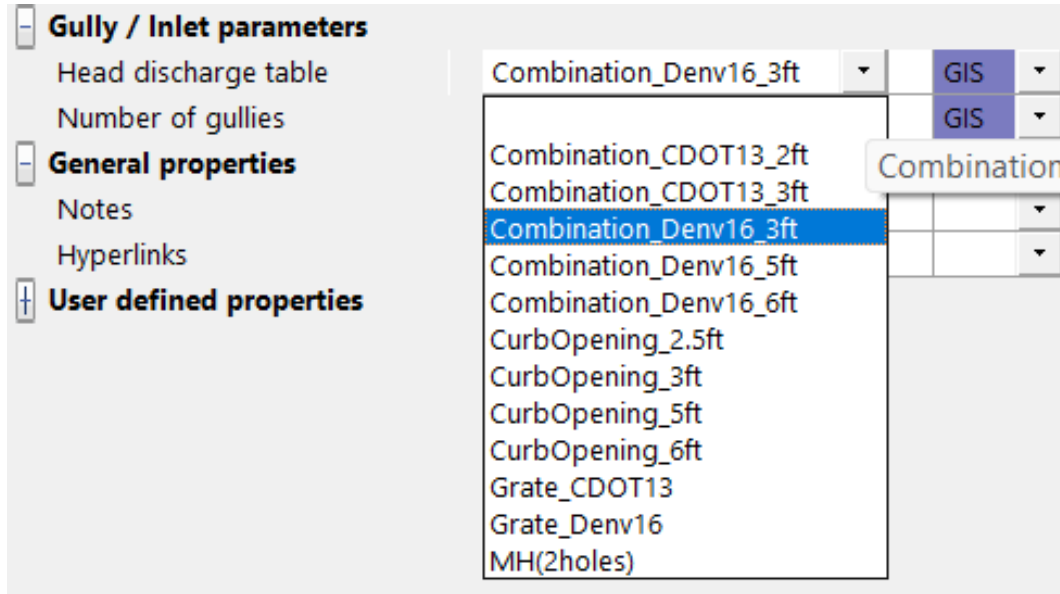 Gully / Inlet parameters
Head discharge table Combination_Denv16_3ft GIS
Number of gullies GIS
Combination_CDOT13_2ft Combination
General properties
Combination_CDOT13_3ft
Notes
Combination_Denv16_3ft
Hyperlinks
Combination_Denv16_5ft
User defined properties
Combination_Denv16_6ft
CurbOpening_2.5ft
CurbOpening_3ft
CurbOpening_5ft
CurbOpening_6ft
Grate_CDOT13
Grate_Denv16
MH(2holes)